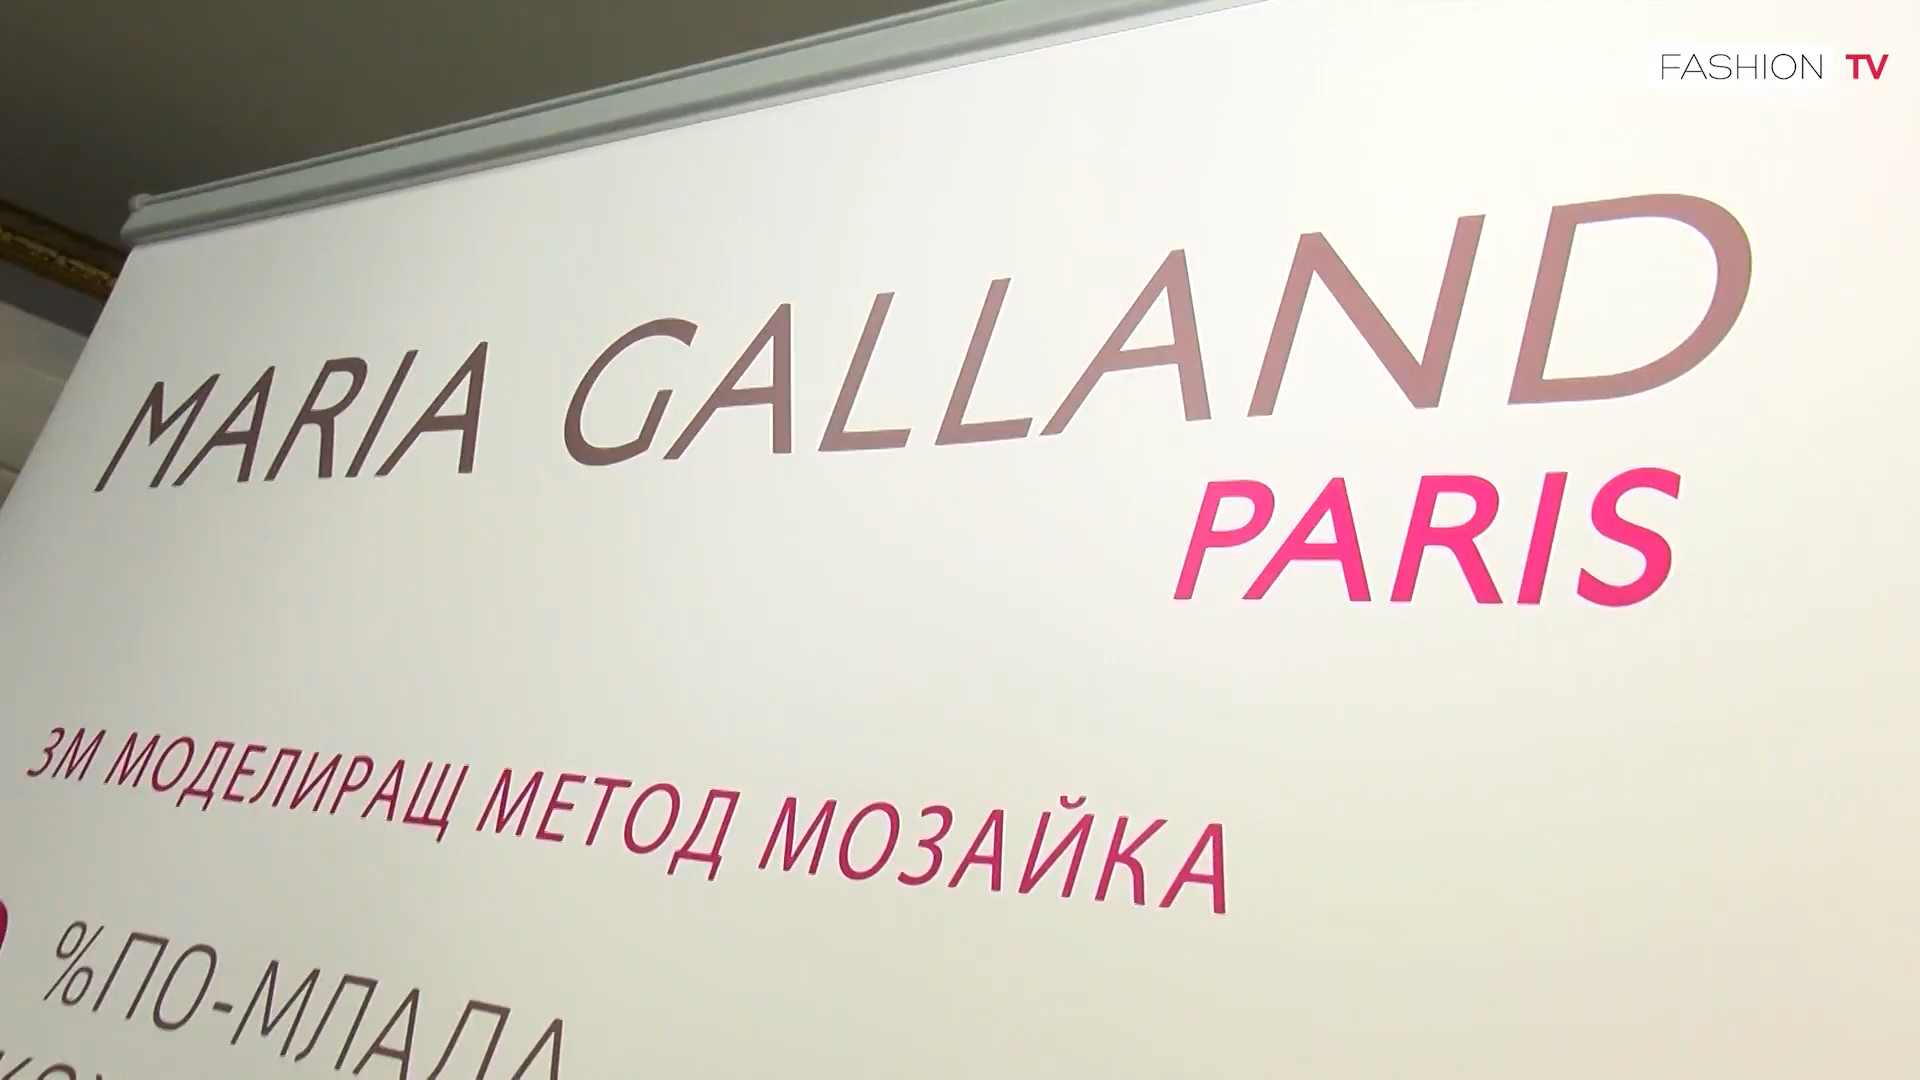 FASHION TV
MARIA GALLAND
PARIS
3М МОДЕЛИРАЩ МЕТОД МОЗАЙКА
%ПО-МЛАДА